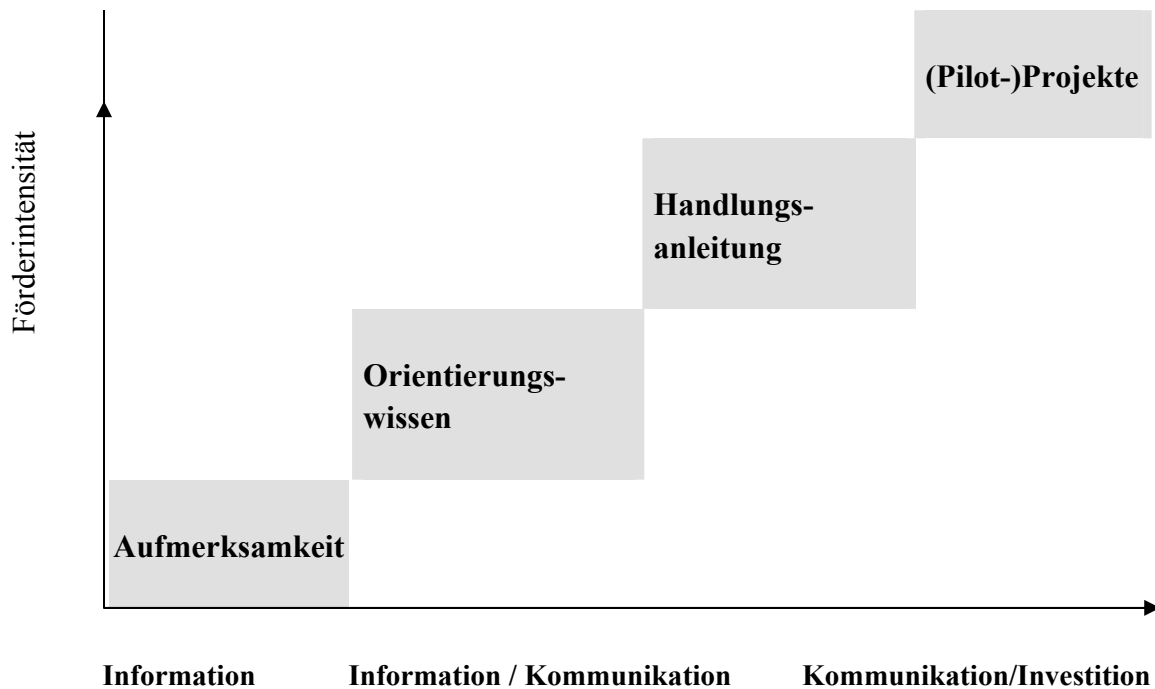 (Pilot-)Projekte
Förderintensität
Handlungs-
anleitung
Orientierungs-
wissen
Aufmerksamkeit
Information
Information / Kommunikation
Kommunikation/Investition